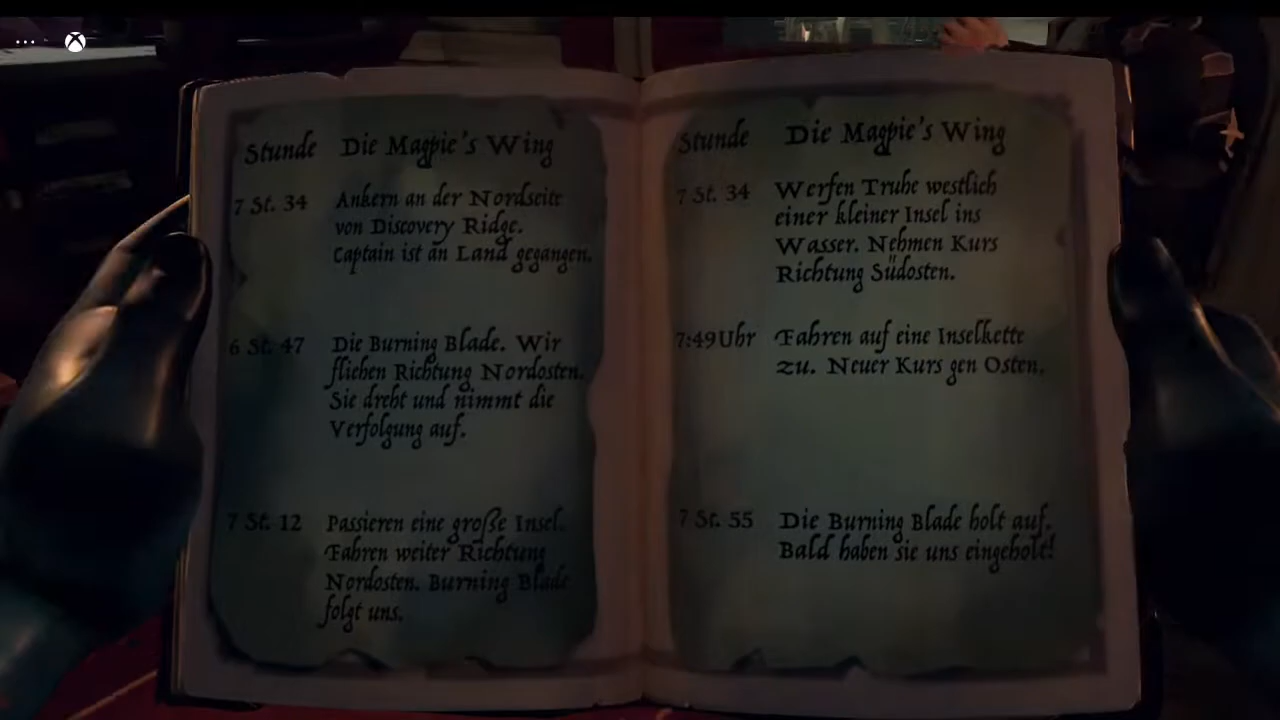 Stunde Die Magpie's Wing
7 St. 34 Ankern an der Nordseite
von Discovery Ridge.
Captain ist an Land gegangen.
6 St. 47 Die Burning Blade. Wir
fliehen Richtung Nordosten.
Sie dreht und nimmt die
Verfolgung auf.
7 St. 12 Passieren eine große Insel.
Fahren weiter Richtung
Nordosten. Burning Blade
folgt uns.
Stunde Die Magpie's Wing
7 St. 34 Werfen Truhe westlich
einer kleiner Insel ins
Wasser. Nehmen Kurs
Richtung Südosten.
7:49Uhr Fahren auf eine Inselkette
zu. Neuer Kurs gen Osten.
7 St. 55 Die Burning Blade holt auf.
Bald haben sie uns eingeholt!